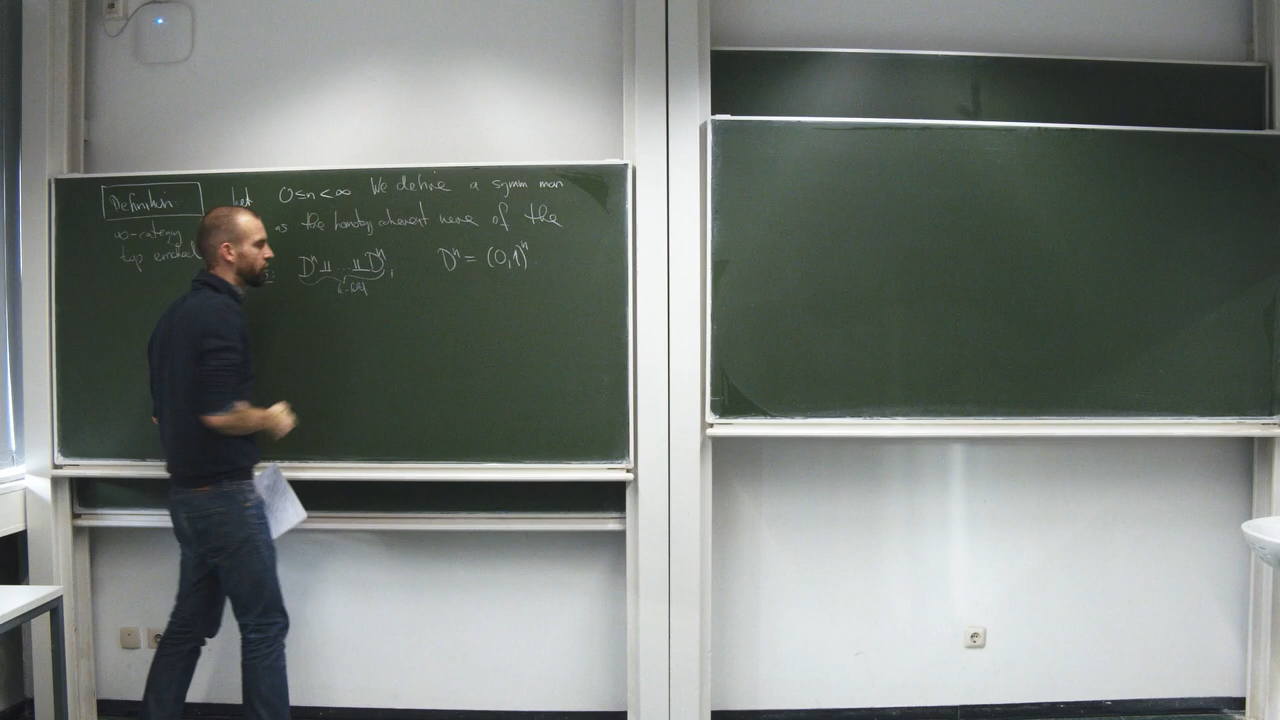 Definition. Let 0≤n<∞ We define a symm mon
∞-category as the homotopy coherent nerve of the
top enriched
Dⁿ ⊔ ... ⊔ Dⁿ, Dⁿ = (0,1)ⁿ